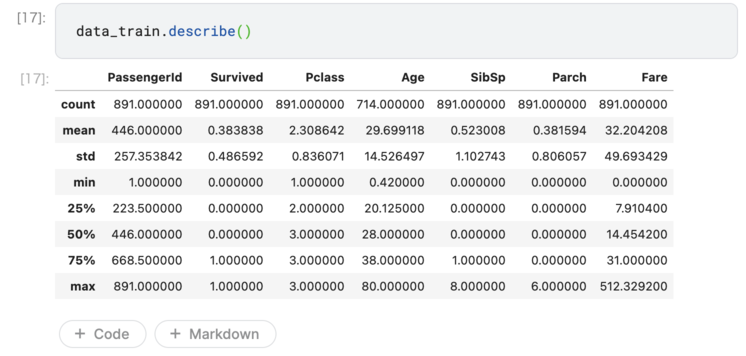 [17]:
data_train.describe()
[17]:
PassengerId Survived Pclass Age SibSp Parch Fare
count 891.000000 891.000000 891.000000 714.000000 891.000000 891.000000 891.000000
mean 446.000000 0.383838 2.308642 29.699118 0.523008 0.381594 32.204208
std 257.353842 0.486592 0.836071 14.526497 1.102743 0.806057 49.693429
min 1.000000 0.000000 1.000000 0.420000 0.000000 0.000000 0.000000
25% 223.500000 0.000000 2.000000 20.125000 0.000000 0.000000 7.910400
50% 446.000000 0.000000 3.000000 28.000000 0.000000 0.000000 14.454200
75% 668.500000 1.000000 3.000000 38.000000 1.000000 0.000000 31.000000
max 891.000000 1.000000 3.000000 80.000000 8.000000 6.000000 512.329200
+ Code + Markdown